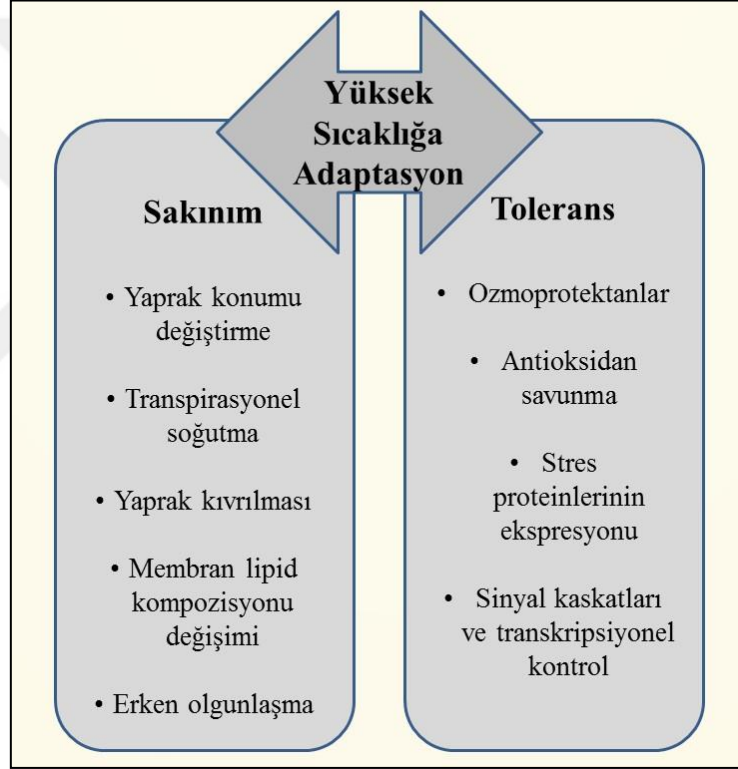 Yüksek
Sıcaklığa
Adaptasyon
Sakınım
• Yaprak konumu
değiştirme
• Transpirasyonel
soğutma
• Yaprak kıvrılması
• Membran lipid
kompozisyonu
değişimi
• Erken olgunlaşma
Tolerans
• Ozmoprotektanlar
• Antioksidan
savunma
• Stres
proteinlerinin
ekspresyonu
• Sinyal kaskatları
ve transkripsiyonel
kontrol